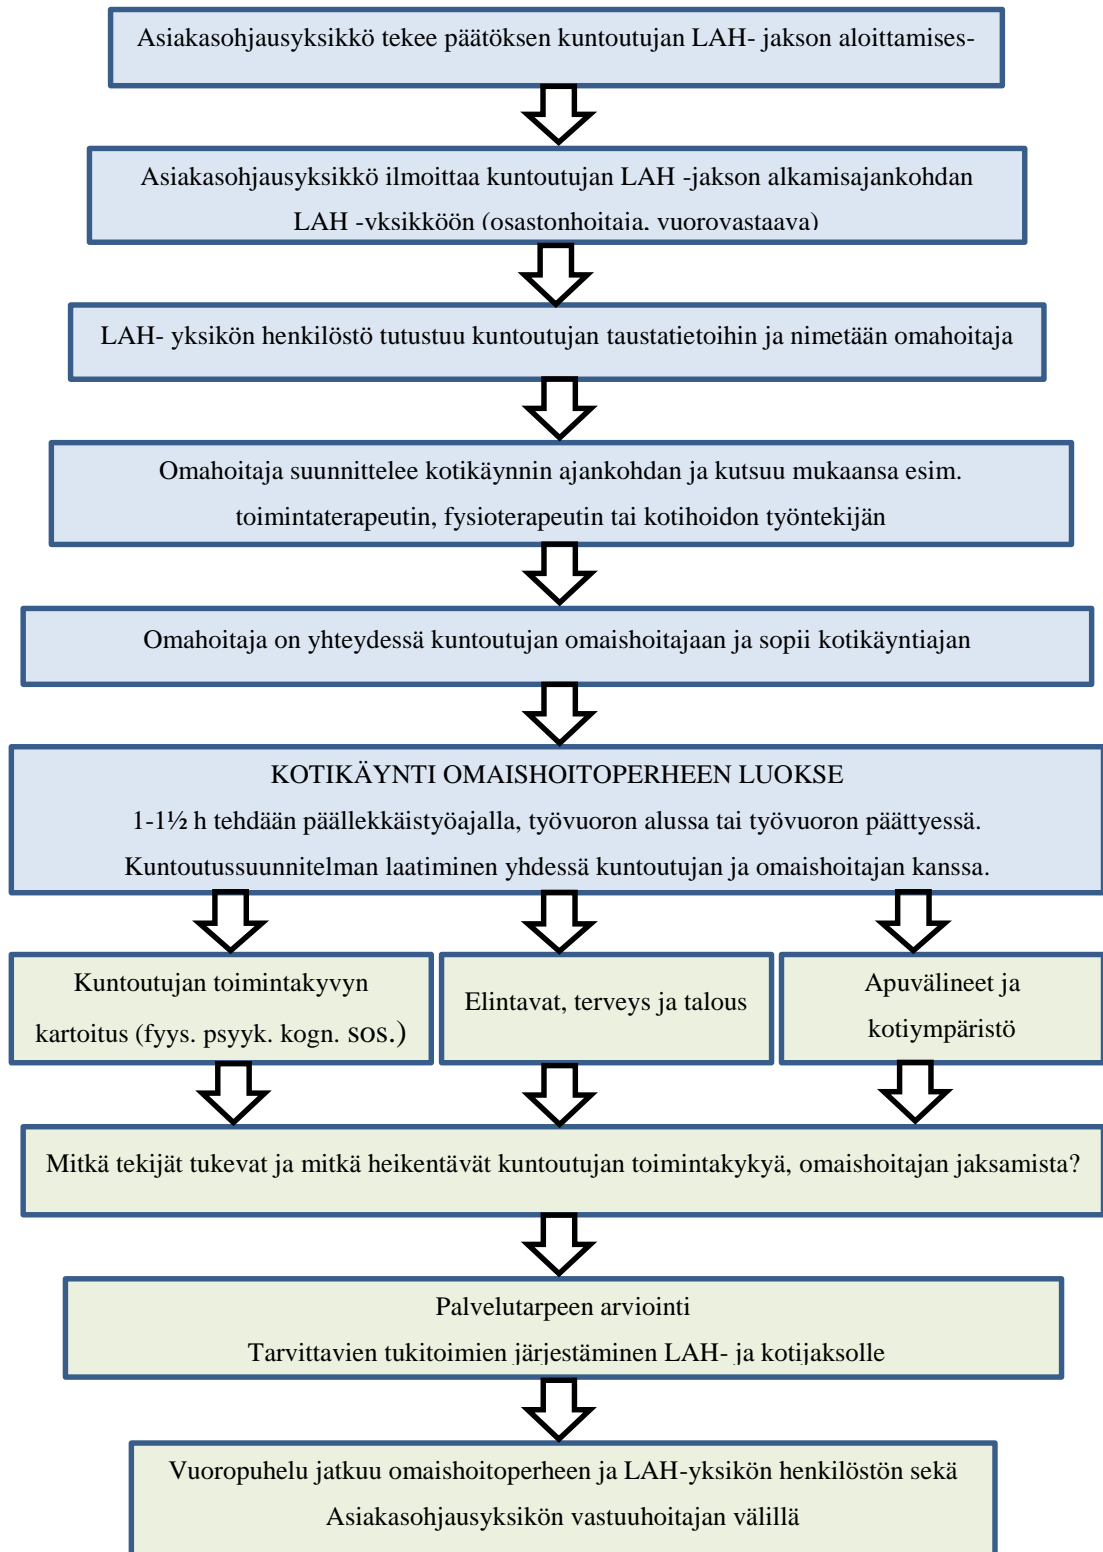 Asiakasohjausyksikkö tekee päätöksen kuntoutujan LAH- jakson aloittamises-
Asiakasohjausyksikkö ilmoittaa kuntoutujan LAH -jakson alkamisajankohdan
LAH -yksikköön (osastonhoitaja, vuorovastaava)
LAH- yksikön henkilöstö tutustuu kuntoutujan taustatietoihin ja nimetään omahoitaja
Omahoitaja suunnittelee kotikäynnin ajankohdan ja kutsuu mukaansa esim.
toimintaterapeutin, fysioterapeutin tai kotihoidon työntekijän
Omahoitaja on yhteydessä kuntoutujan omaishoitajaan ja sopii kotikäyntiajan
KOTIKÄYNTI OMAISHOITOPERHEEN LUOKSE
1-1½ h tehdään päällekkäistyöajalla, työvuoron alussa tai työvuoron päättyessä.
Kuntoutussuunnitelman laatiminen yhdessä kuntoutujan ja omaishoitajan kanssa.
Kuntoutujan toimintakyvyn
kartoitus (fyys. psyyk. kogn. sos.)
Elintavat, terveys ja talous
Apuvälineet ja
kotiympäristö
Mitkä tekijät tukevat ja mitkä heikentävät kuntoutujan toimintakykyä, omaishoitajan jaksamista?
Palvelutarpeen arviointi
Tarvittavien tukitoimien järjestäminen LAH- ja kotijaksolle
Vuoropuhelu jatkuu omaishoitoperheen ja LAH-yksikön henkilöstön sekä
Asiakasohjausyksikön vastuuhoitajan välillä